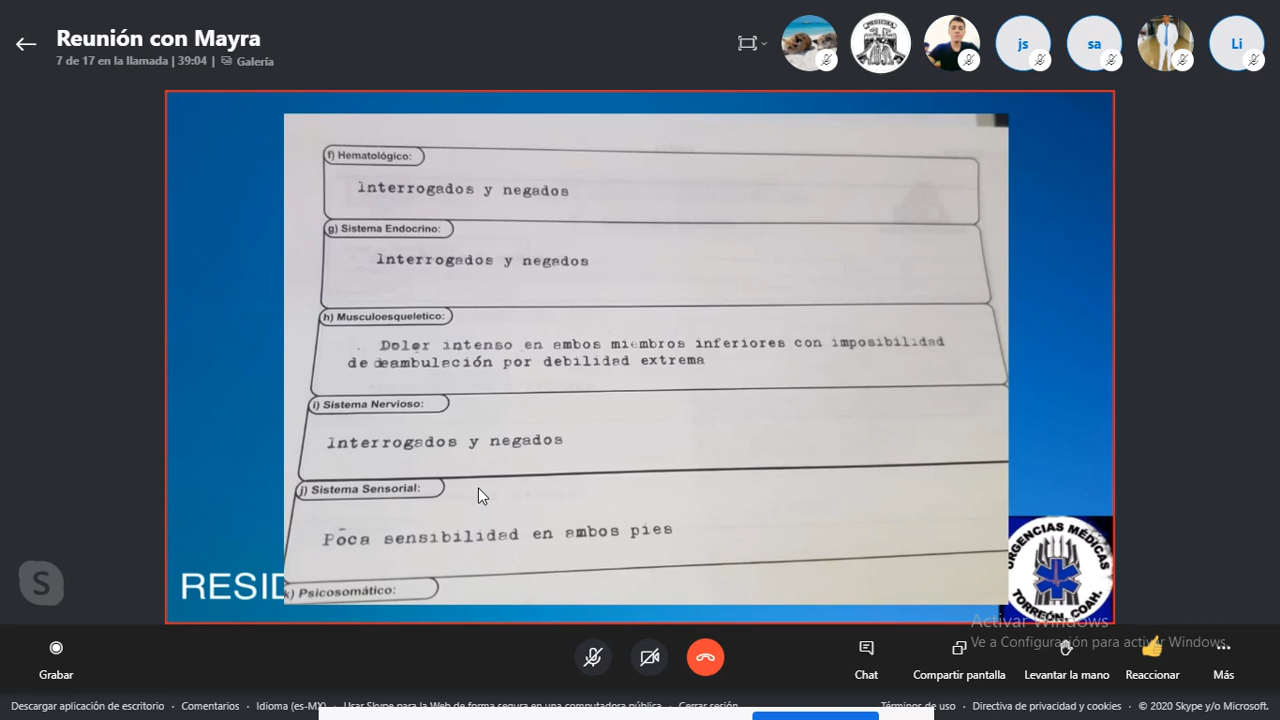 Reunión con Mayra
7 de 17 en la llamada | 39:04 | Galería
js
sa
Li
f) Hematológico:
Interrogados y negados
g) Sistema Endocrino:
Interrogados y negados
h) Musculoesqueletico:
Dolor intenso en ambos miembros inferiores con imposibilidad
de deambulación por debilidad extrema
i) Sistema Nervioso:
Interrogados y negados
j) Sistema Sensorial:
Poca sensibilidad en ambos pies
k) Psicosomático:
RESID
URGENCIAS MÉDICAS
TORREÓN, COAH.
S
Activar Windows
Ve a Configuración para activar Windows.
Grabar
Chat
Compartir pantalla
Levantar la mano
Reaccionar
Más
Descargar aplicación de escritorio · Comentarios · Idioma (es-MX) · Usar Skype para la Web de forma segura en una computadora pública · Cerrar sesión
Términos de uso · Directiva de privacidad y cookies · © 2020 Skype y/o Microsoft.